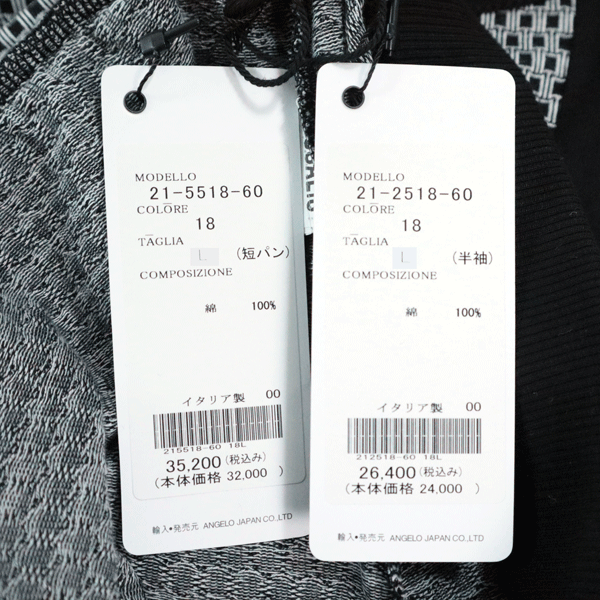 MODELLO
21-5518-60
COLORE
18
TAGLIA
L (短パン)
COMPOSIZIONE
綿 100%
イタリア製 00
215518-60 18L
35,200(税込み)
(本体価格 32,000 )
輸入・発売元 ANGELO JAPAN CO.,LTD
MODELLO
21-2518-60
COLORE
18
TAGLIA
L (半袖)
COMPOSIZIONE
綿 100%
イタリア製 00
212518-60 18L
26,400(税込み)
(本体価格 24,000 )
輸入・発売元 ANGELO JAPAN CO.,LTD